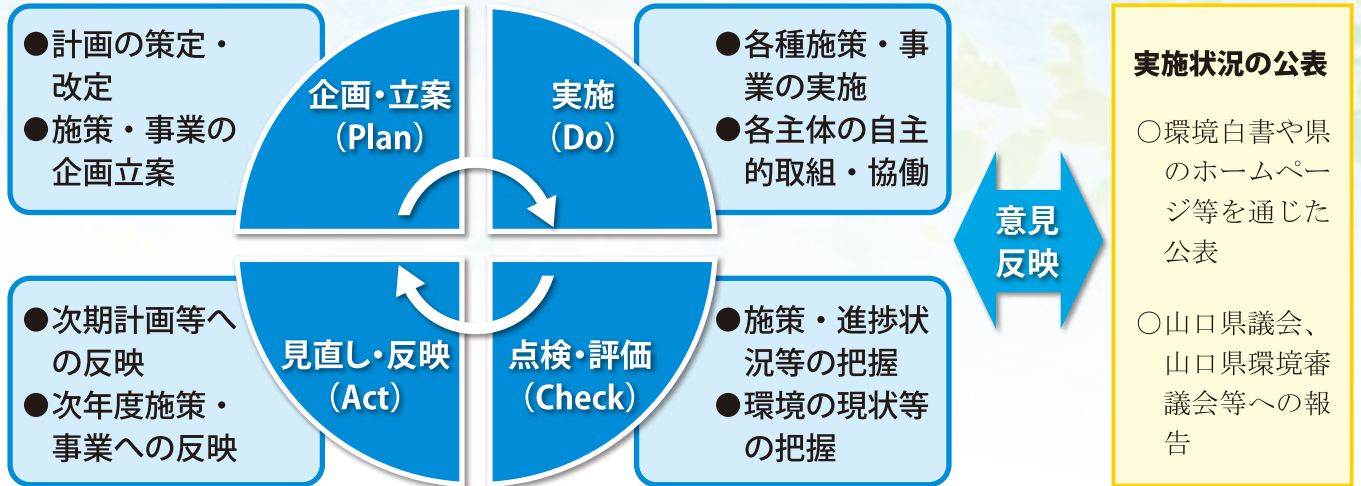 ●計画の策定・
改定
●施策・事業の
企画立案
企画・立案
（Plan）
実施
（Do）
●各種施策・事
業の実施
●各主体の自主
的取組・協働
●次期計画等へ
の反映
●次年度施策・
事業への反映
見直し・反映
（Act）
点検・評価
（Check）
●施策・進捗状
況等の把握
●環境の現状等
の把握
意見
反映
実施状況の公表
○環境白書や県
のホームペー
ジ等を通じた
公表
○山口県議会、
山口県環境審
議会等への報
告